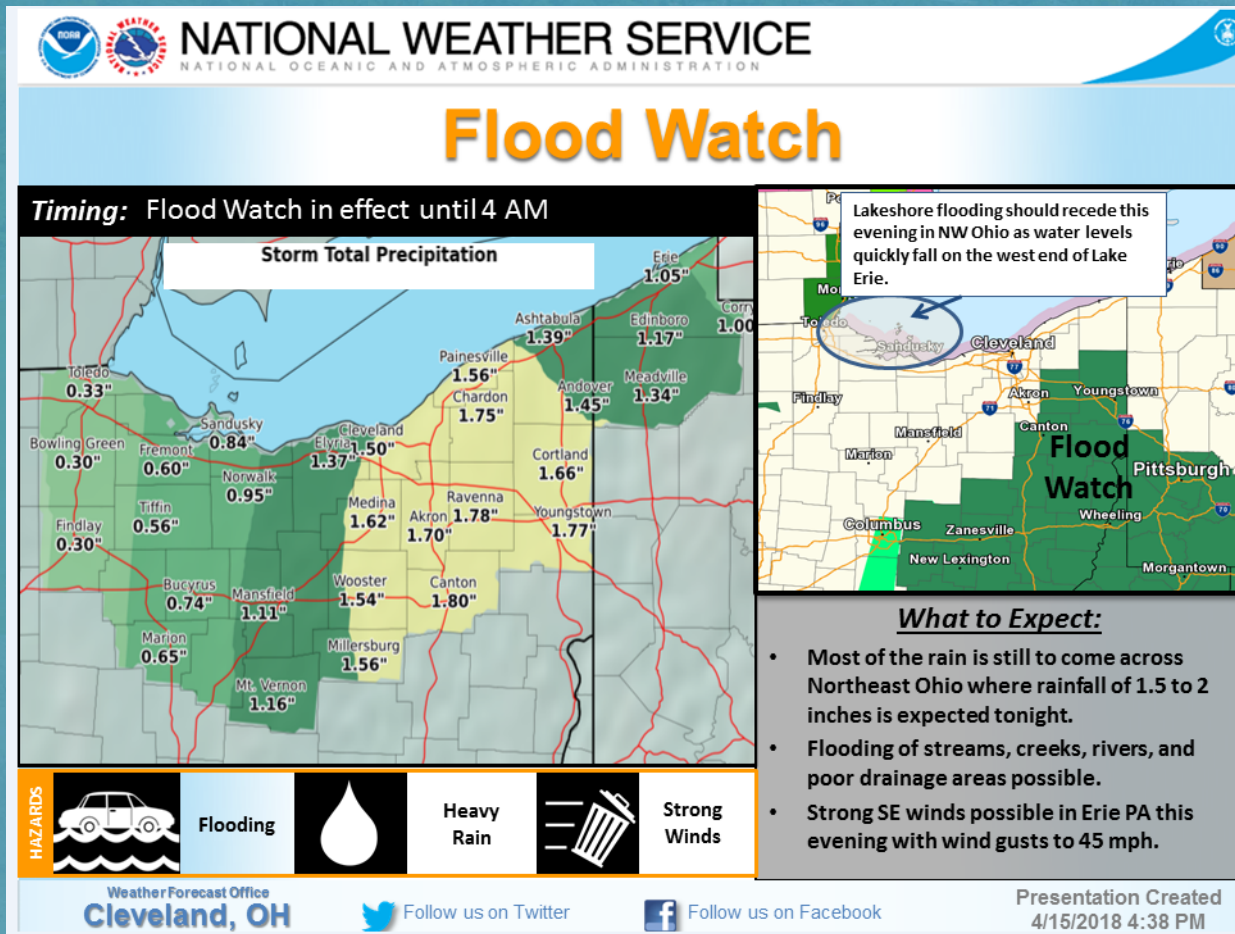 NATIONAL WEATHER SERVICE
NATIONAL OCEANIC AND ATMOSPHERIC ADMINISTRATION
NOAA
Flood Watch
Timing: Flood Watch in effect until 4 AM
Storm Total Precipitation
Erie
1.05"
Corry
1.00
Ashtabula
1.39"
Edinboro
1.17"
Painesville
1.56"
Chardon
1.75"
Andover
1.45"
Meadville
1.34"
Toledo
0.33"
Sandusky
0.84"
Cleveland
1.50"
Elyria
1.37"
Bowling Green
0.30"
Fremont
0.60"
Norwalk
0.95"
Cortland
1.66"
Tiffin
0.56"
Medina
1.62"
Akron
1.70"
Ravenna
1.78"
Youngstown
1.77"
Findlay
0.30"
Bucyrus
0.74"
Mansfield
1.11"
Wooster
1.54"
Canton
1.80"
Marion
0.65"
Millersburg
1.56"
Mt. Vernon
1.16"
Lakeshore flooding should recede this
evening in NW Ohio as water levels
quickly fall on the west end of Lake
Erie.
96
90
86
Toledo
Sandusky
Cleveland
77
Findlay
Akron
Youngstown
71
76
Mansfield
Canton
Marion
Flood
Watch
Pittsburgh
Columbus
Zanesville
Wheeling
70
New Lexington
Morgantown
What to Expect:
• Most of the rain is still to come across
Northeast Ohio where rainfall of 1.5 to 2
inches is expected tonight.
• Flooding of streams, creeks, rivers, and
poor drainage areas possible.
• Strong SE winds possible in Erie PA this
evening with wind gusts to 45 mph.
HAZARDS
Flooding
Heavy
Rain
Strong
Winds
Weather Forecast Office
Cleveland, OH
Follow us on Twitter
Follow us on Facebook
Presentation Created
4/15/2018 4:38 PM